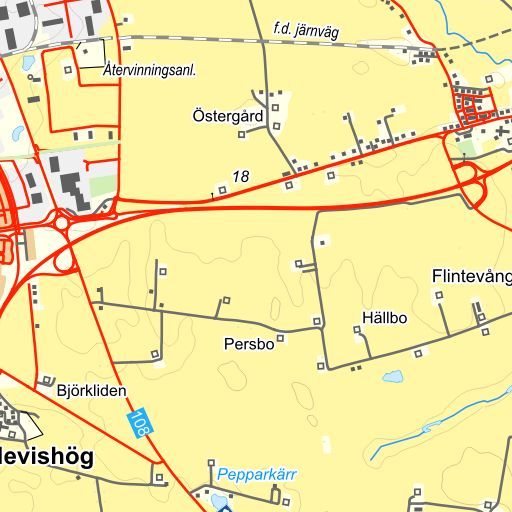 f.d. järnväg
Återvinningsanl.
Östergård
18
Flintevång
Hällbo
Persbo
Björkliden
108
levishög
Pepparkärr